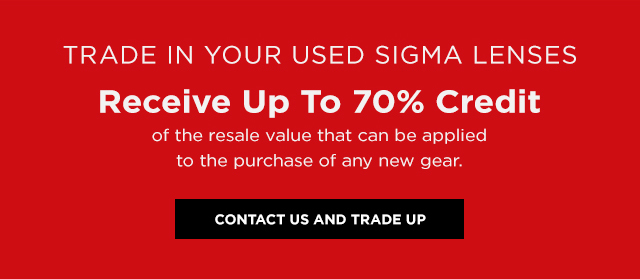 TRADE IN YOUR USED SIGMA LENSES
Receive Up To 70% Credit
of the resale value that can be applied
to the purchase of any new gear.
CONTACT US AND TRADE UP